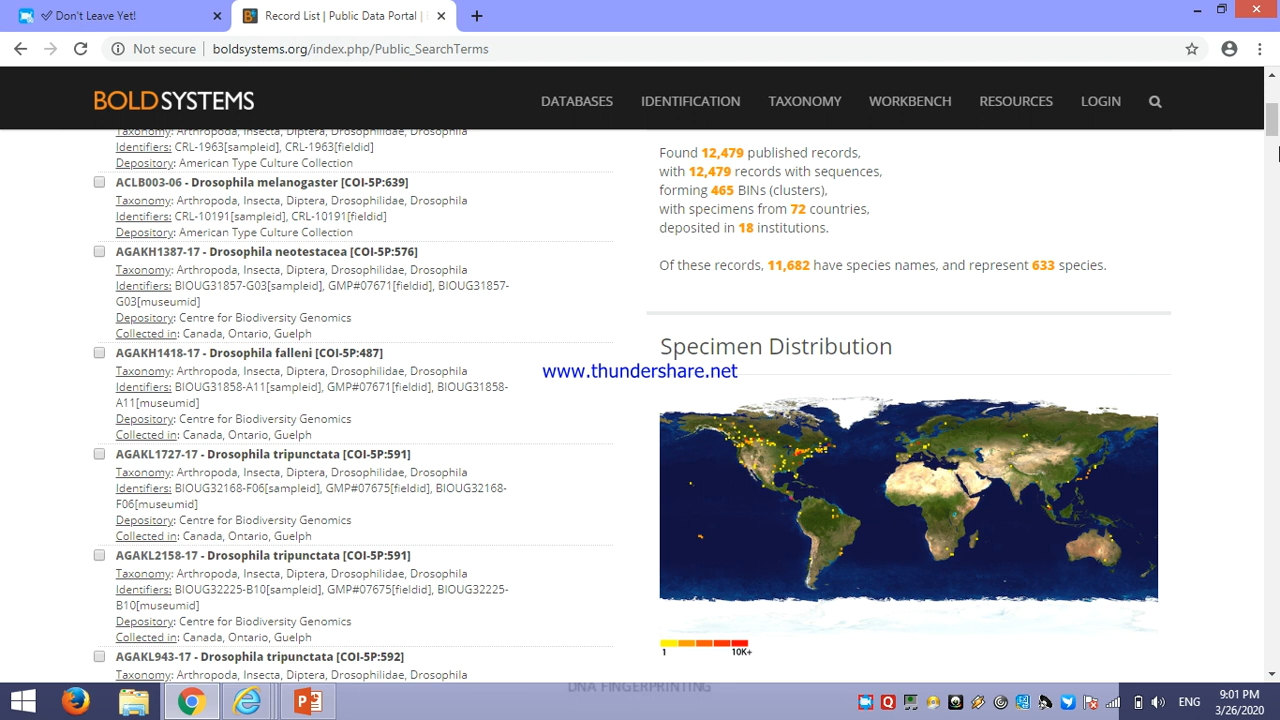 ✓ Don't Leave Yet!
Record List | Public Data Portal |
Not secure
boldsystems.org/index.php/Public_SearchTerms
BOLDSYSTEMS
DATABASES
IDENTIFICATION
TAXONOMY
WORKBENCH
RESOURCES
LOGIN
Taxonomy: Arthropoda, Insecta, Diptera, Drosophilidae, Drosophila
Identifiers: CRL-1963[sampleid], CRL-1963[fieldid]
Depository: American Type Culture Collection
ACLB003-06 - Drosophila melanogaster [COI-5P:639]
Taxonomy: Arthropoda, Insecta, Diptera, Drosophilidae, Drosophila
Identifiers: CRL-10191[sampleid], CRL-10191[fieldid]
Depository: American Type Culture Collection
AGAKH1387-17 - Drosophila neotestacea [COI-5P:576]
Taxonomy: Arthropoda, Insecta, Diptera, Drosophilidae, Drosophila
Identifiers: BIOUG31857-G03[sampleid], GMP#07671[fieldid], BIOUG31857-
G03[museumid]
Depository: Centre for Biodiversity Genomics
Collected in: Canada, Ontario, Guelph
AGAKH1418-17 - Drosophila falleni [COI-5P:487]
Taxonomy: Arthropoda, Insecta, Diptera, Drosophilidae, Drosophila
Identifiers: BIOUG31858-A11[sampleid], GMP#07671[fieldid], BIOUG31858-
A11[museumid]
Depository: Centre for Biodiversity Genomics
Collected in: Canada, Ontario, Guelph
AGAKL1727-17 - Drosophila tripunctata [COI-5P:591]
Taxonomy: Arthropoda, Insecta, Diptera, Drosophilidae, Drosophila
Identifiers: BIOUG32168-F06[sampleid], GMP#07675[fieldid], BIOUG32168-
F06[museumid]
Depository: Centre for Biodiversity Genomics
Collected in: Canada, Ontario, Guelph
AGAKL2158-17 - Drosophila tripunctata [COI-5P:591]
Taxonomy: Arthropoda, Insecta, Diptera, Drosophilidae, Drosophila
Identifiers: BIOUG32225-B10[sampleid], GMP#07675[fieldid], BIOUG32225-
B10[museumid]
Depository: Centre for Biodiversity Genomics
Collected in: Canada, Ontario, Guelph
AGAKL943-17 - Drosophila tripunctata [COI-5P:592]
Taxonomy: Arthropoda, Insecta, Diptera, Drosophilidae, Drosophila
Found 12,479 published records,
with 12,479 records with sequences,
forming 465 BINs (clusters),
with specimens from 72 countries,
deposited in 18 institutions.
Of these records, 11,682 have species names, and represent 633 species.
Specimen Distribution
www.thundershare.net
1
10K+
DNA FINGERPRINTING
ENG
9:01 PM
3/26/2020